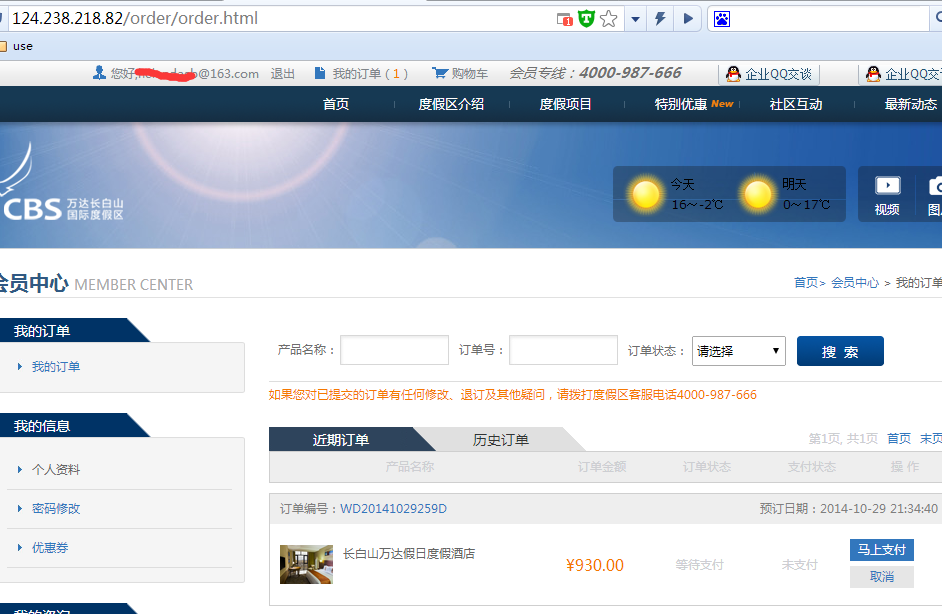 124.238.218.82/order/order.html
1
use
您好, @163.com 退出 我的订单 ( 1 ) 购物车 会员专线：4000-987-666 企业QQ交谈 企业QQ交
首页 度假区介绍 度假项目 特别优惠 New 社区互动 最新动态
CBS 万达长白山
国际度假区
今天 16～-2℃ 明天 0～17℃
视频
会员中心 MEMBER CENTER
首页> 会员中心 > 我的订单
我的订单
我的订单
我的信息
个人资料
密码修改
优惠券
我的咨询
产品名称： 订单号： 订单状态： 请选择 搜 索
如果您对已提交的订单有任何修改、退订及其他疑问，请拨打度假区客服电话4000-987-666
近期订单 历史订单 第1页, 共1页 首页 末页
产品名称 订单金额 订单状态 支付状态 操 作
订单编号：WD20141029259D 预订日期：2014-10-29 21:34:40
长白山万达假日度假酒店 ¥930.00 等待支付 未支付 马上支付
取消